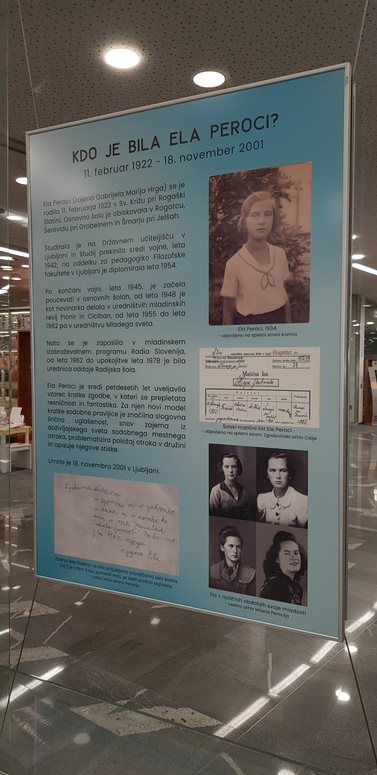 KDO JE BILA ELA PEROCI?
11. februar 1922 - 18. november 2001
Ela Peroci (rojena Gabrijela Marija Hrga) se je
rodila 11. februarja 1922 v Sv. Križu pri Rogaški
Slatini. Osnovno šolo je obiskovala v Rogatcu,
Šentvidu pri Grobelnem in Šmarju pri Jelšah.
Študirala je na Državnem učiteljišču v
Ljubljani in študij prekinila sredi vojne, leta
1942, na oddelku za pedagogiko Filozofske
fakultete v Ljubljani je diplomirala leta 1954.
Po končani vojni, leta 1945, je začela
poučevati v osnovnih šolah, od leta 1948 je
kot novinarka delala v uredništvih mladinskih
revij Pionir in Ciciban, od leta 1955 do leta
1962 pa v uredništvu Mladega sveta.
Nato se je zaposlila v mladinskem
izobraževalnem programu Radia Slovenija,
od leta 1962 do upokojitve leta 1978 je bila
urednica oddaje Radijska šola.
Ela Peroci je sredi petdesetih let uveljavila
vzorec kratke zgodbe, v kateri se prepletata
resničnost in fantastika. Za njen novi model
kratke sodobne pravljice je značilna slogovna
lirična uglašenost, snov zajema iz
doživljajskega sveta sodobnega mestnega
otroka, problematizira položaj otroka v družini
in opisuje njegove stiske.
Umrla je 18. novembra 2001 v Ljubljani.
Ela Peroci, 1934
- objavljeno na spletni strani Kamra
Matični list
Šolski matični list Ele Peroci
- objavljeno na spletni strani Zgodovinski arhiv Celje
Ela v različnih obdobjih svoje mladosti
- osebni arhiv Milana Perocija